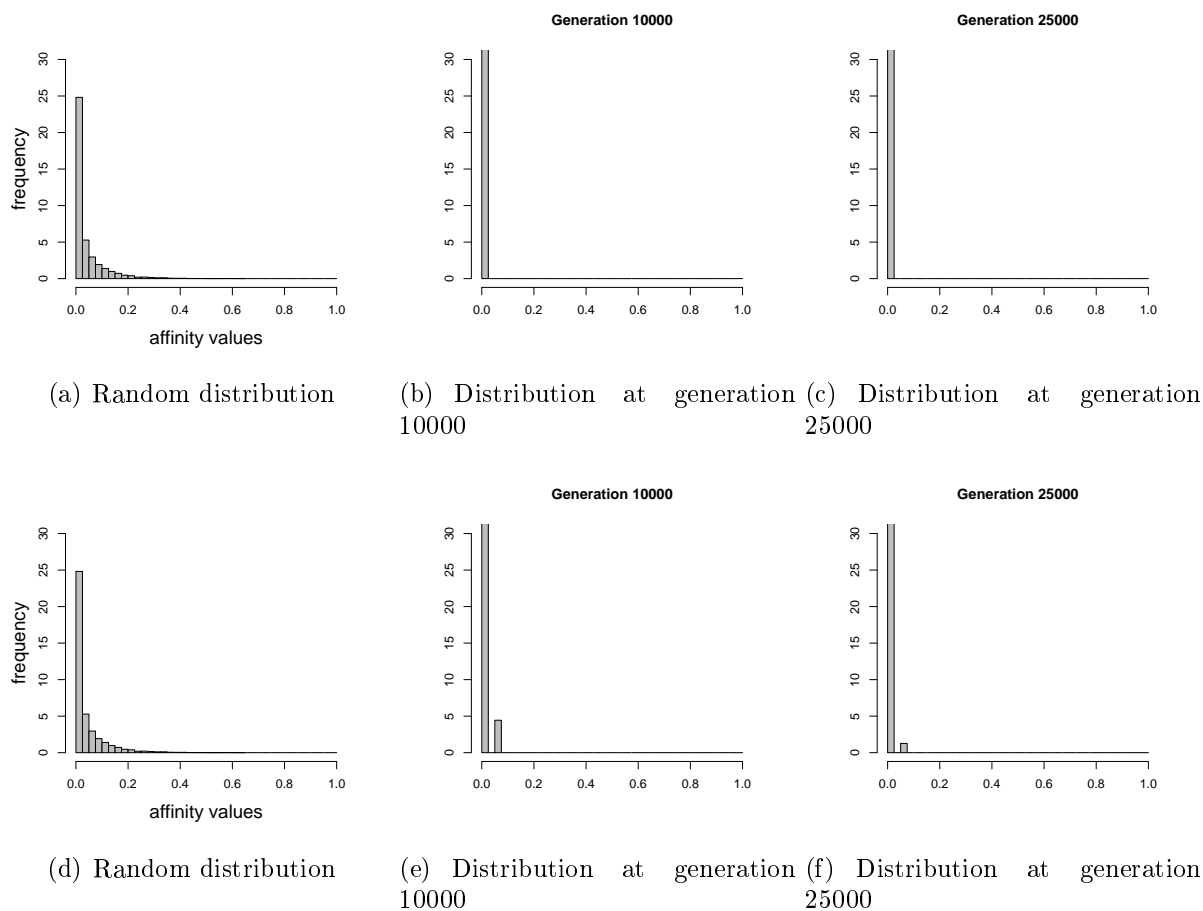 Generation 10000
Generation 25000
frequency
0 5 10 15 20 25 30
0 5 10 15 20 25 30
0 5 10 15 20 25 30
0.0 0.2 0.4 0.6 0.8 1.0
0.0 0.2 0.4 0.6 0.8 1.0
0.0 0.2 0.4 0.6 0.8 1.0
affinity values
(a) Random distribution
(b) Distribution at generation
10000
(c) Distribution at generation
25000
Generation 10000
Generation 25000
frequency
0 5 10 15 20 25 30
0 5 10 15 20 25 30
0 5 10 15 20 25 30
0.0 0.2 0.4 0.6 0.8 1.0
0.0 0.2 0.4 0.6 0.8 1.0
0.0 0.2 0.4 0.6 0.8 1.0
affinity values
(d) Random distribution
(e) Distribution at generation
10000
(f) Distribution at generation
25000